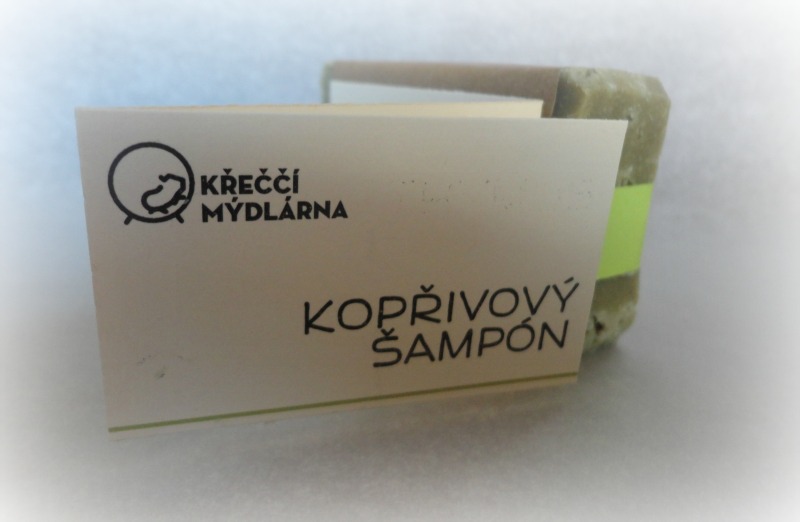 KŘEČČÍ
MÝDLÁRNA
KOPŘIVOVÝ
ŠAMPÓN